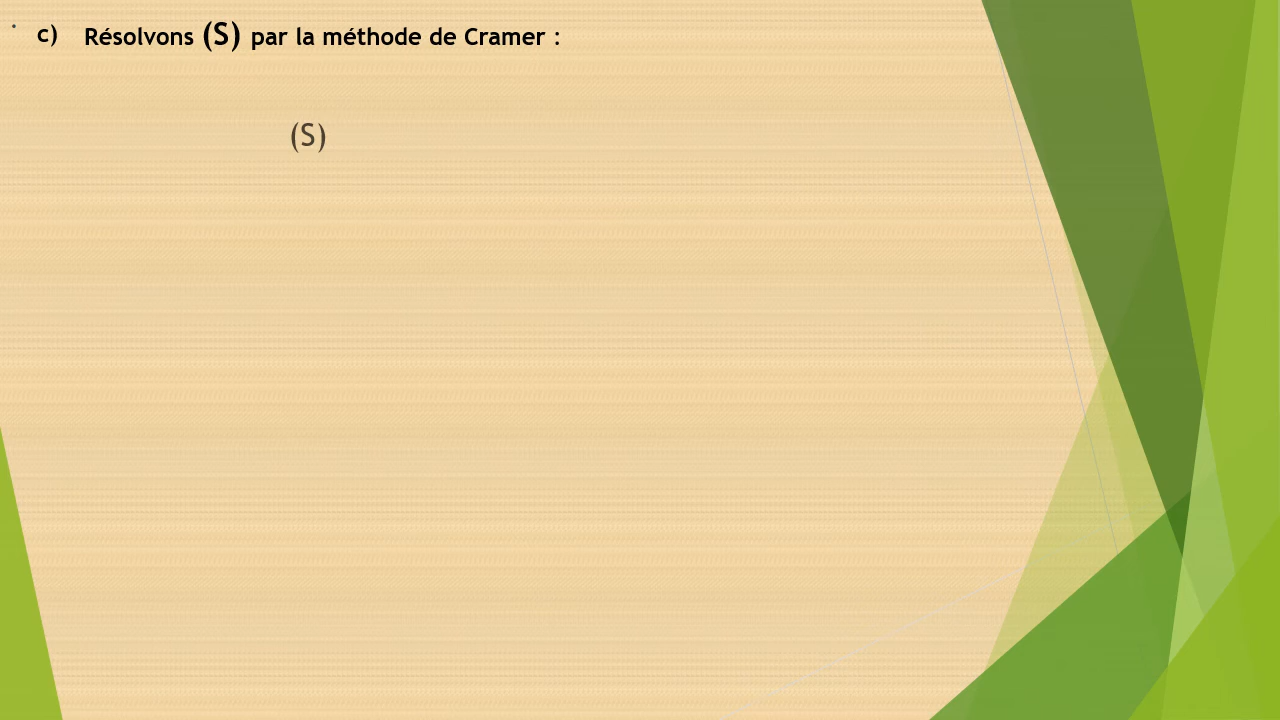 • c) Résolvons (S) par la méthode de Cramer :
(S)